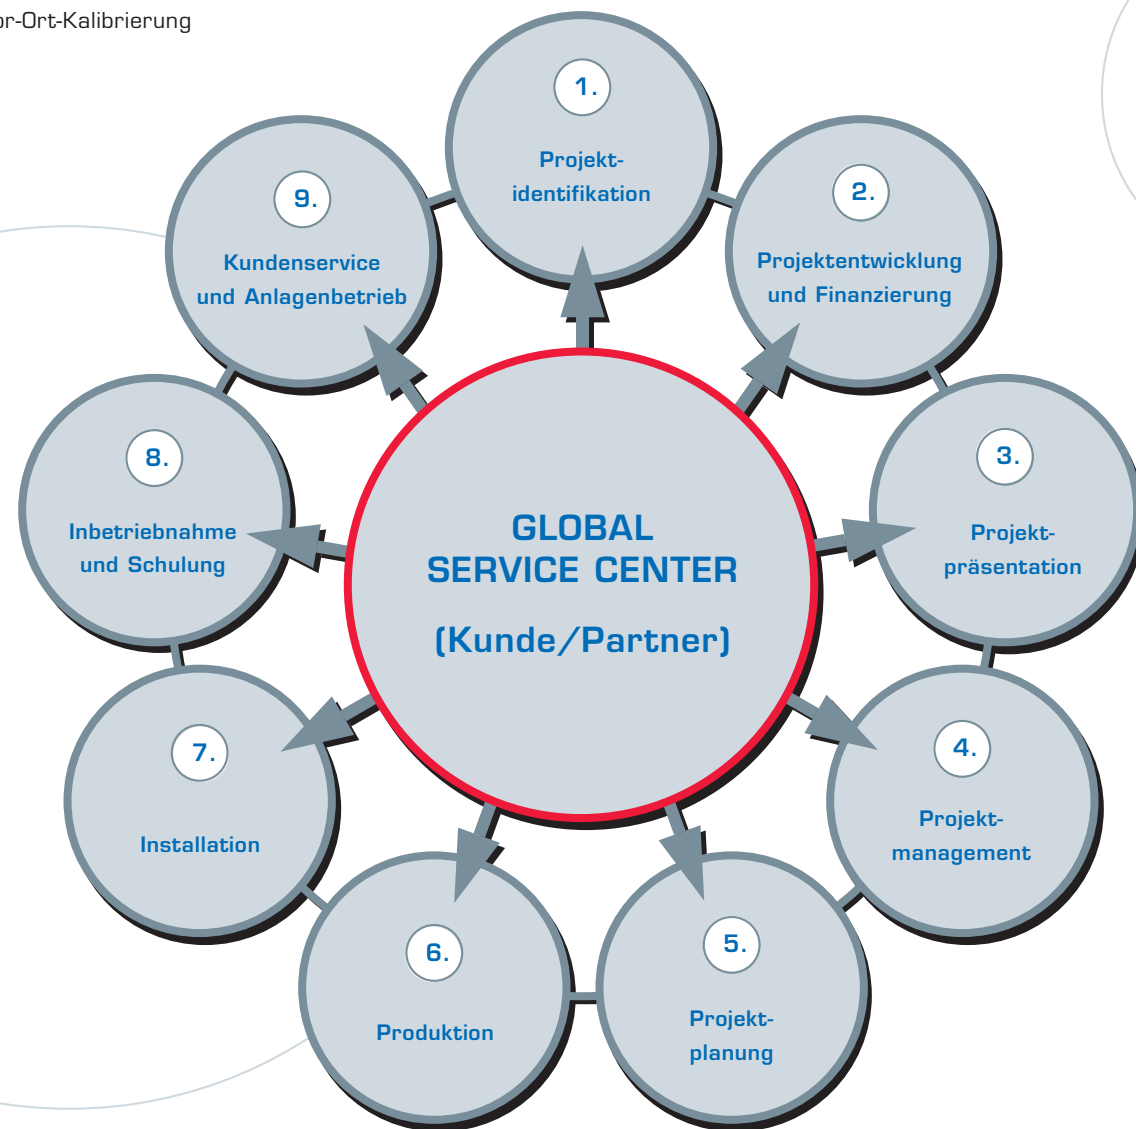 or-Ort-Kalibrierung
1.
Projekt-
identifikation
2.
Projektentwicklung
und Finanzierung
3.
Projekt-
präsentation
4.
Projekt-
management
5.
Projekt-
planung
6.
Produktion
7.
Installation
8.
Inbetriebnahme
und Schulung
9.
Kundenservice
und Anlagenbetrieb
GLOBAL
SERVICE CENTER
(Kunde/Partner)